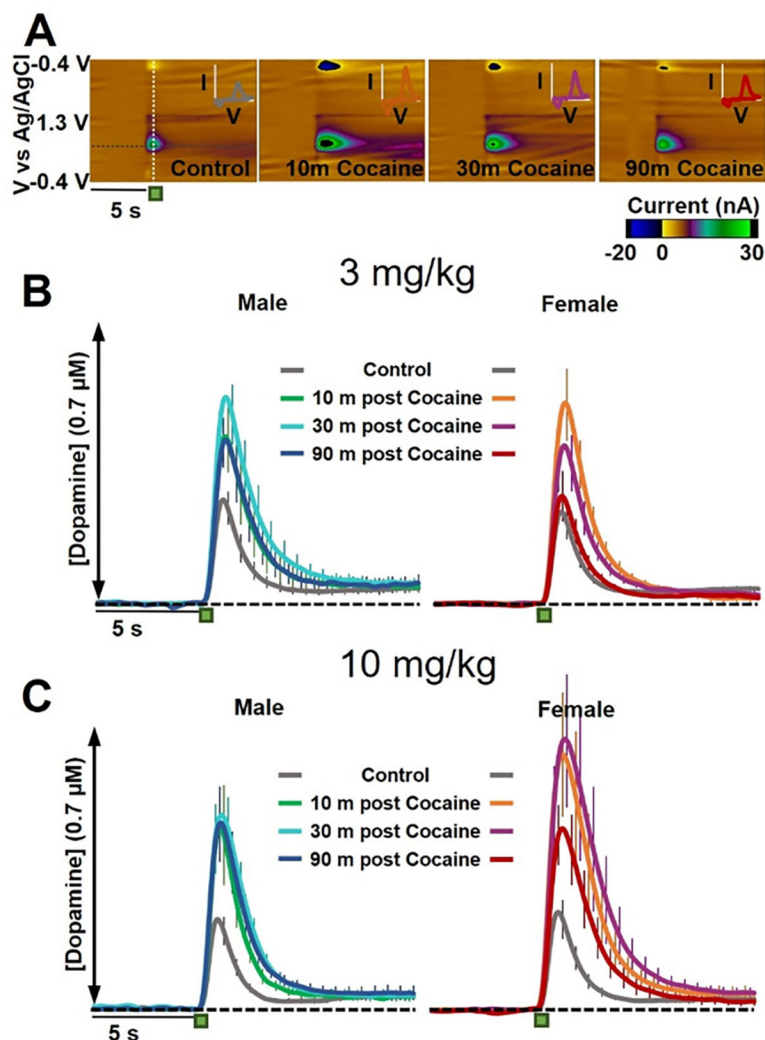 A
V vs Ag/AgCl
-0.4 V
1.3 V
-0.4 V
I
V
Control
I
V
10m Cocaine
I
V
30m Cocaine
I
V
90m Cocaine
5 s
Current (nA)
-20 0 30
3 mg/kg
B
Male Female
[Dopamine] (0.7 µM)
Control
10 m post Cocaine
30 m post Cocaine
90 m post Cocaine
5 s
10 mg/kg
C
Male Female
[Dopamine] (0.7 µM)
Control
10 m post Cocaine
30 m post Cocaine
90 m post Cocaine
5 s